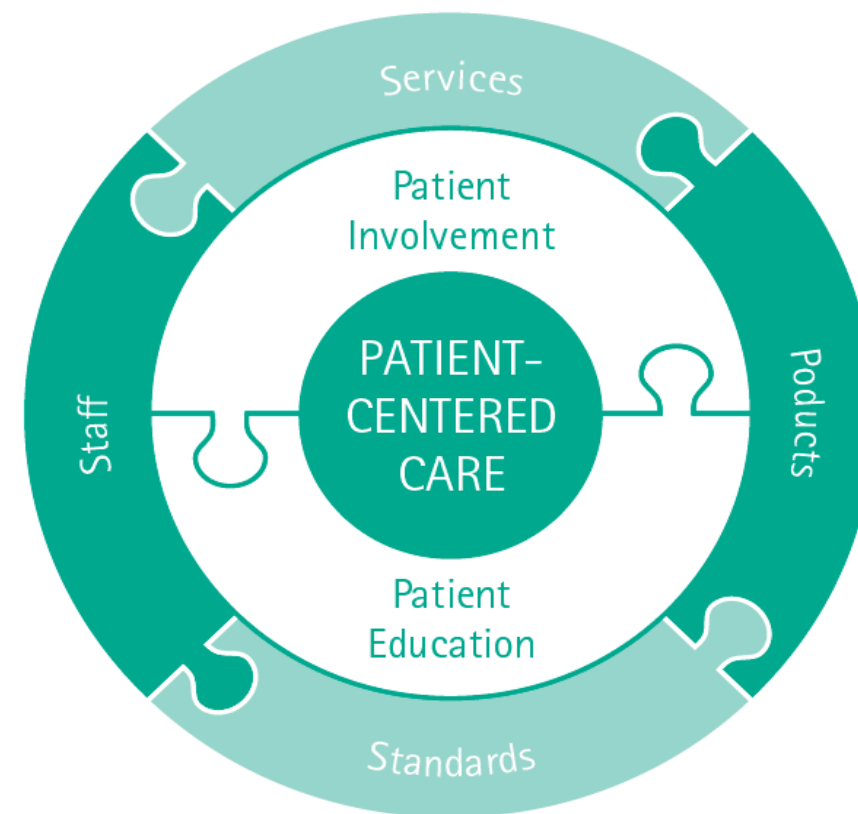 Services
Patient
Involvement
PATIENT-
CENTERED
CARE
Staff
Poducts
Patient
Education
Standards